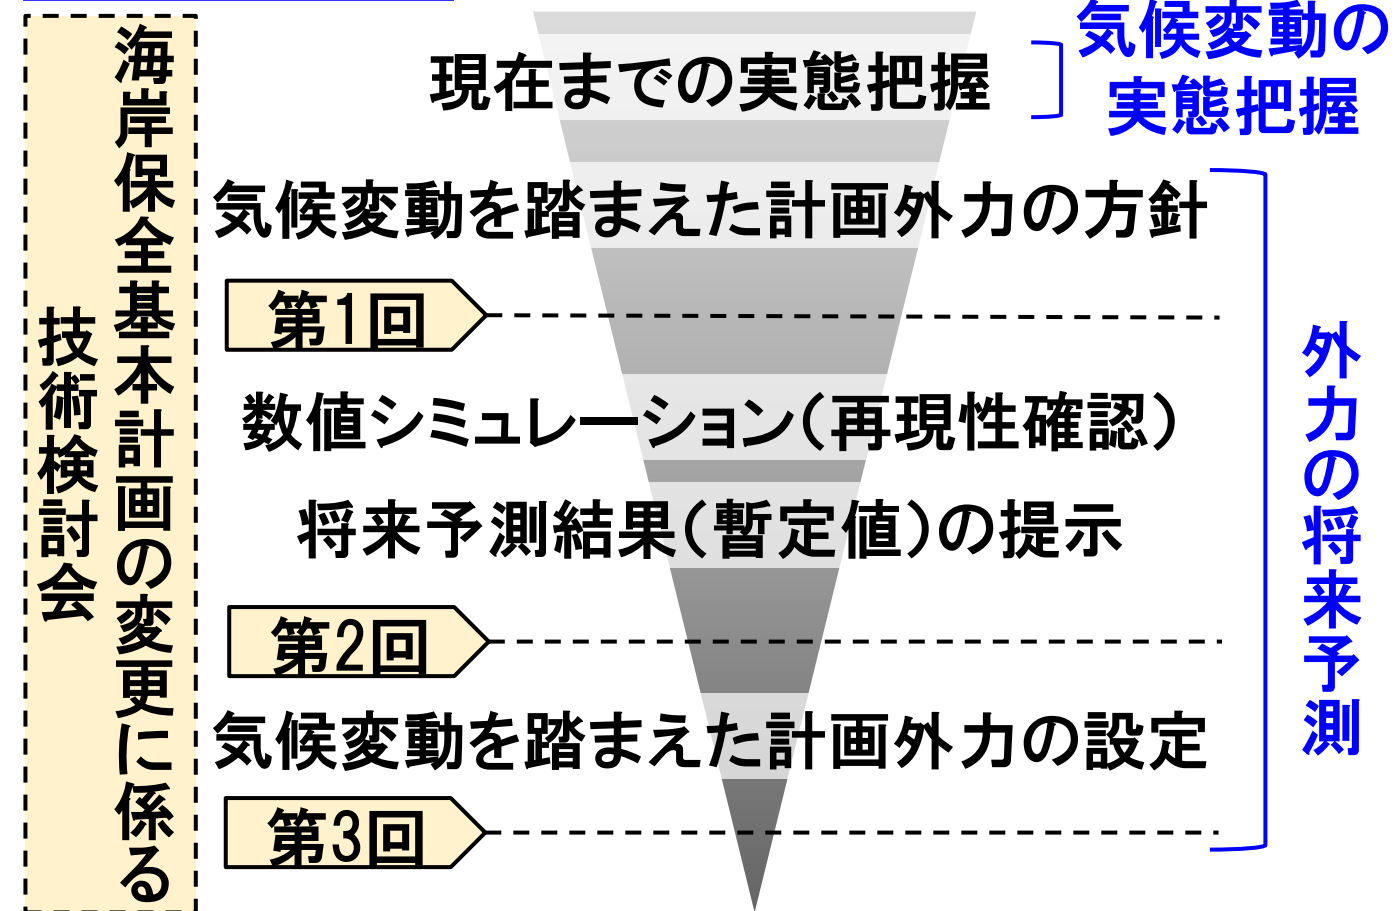 海岸保全基本計画の変更に係る
技術検討会
現在までの実態把握
気候変動の
実態把握
気候変動を踏まえた計画外力の方針
第1回
数値シミュレーション(再現性確認)
将来予測結果(暫定値)の提示
第2回
気候変動を踏まえた計画外力の設定
第3回
外力の将来予測